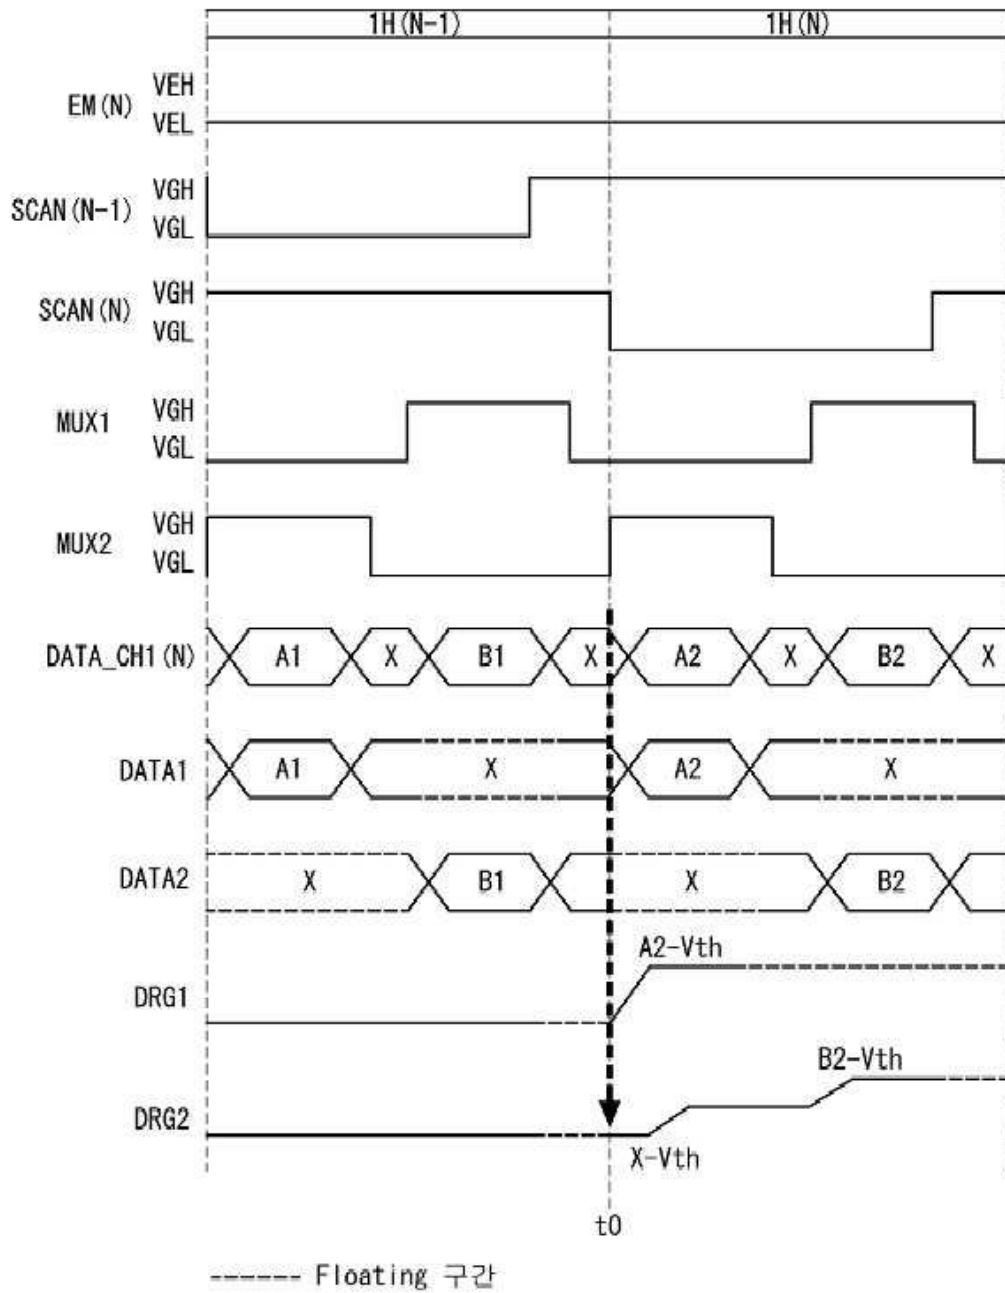 1H(N-1) 1H(N)
EM(N) VEH
VEL
SCAN(N-1) VGH
VGL
SCAN(N) VGH
VGL
MUX1 VGH
VGL
MUX2 VGH
VGL
DATA_CH1(N) A1 X B1 X A2 X B2 X
DATA1 A1 X A2 X
DATA2 X B1 X B2
A2-Vth
DRG1
B2-Vth
DRG2
X-Vth
t0
Floating 구간